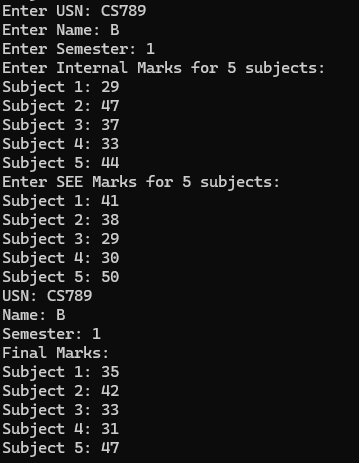 Enter USN: CS789
Enter Name: B
Enter Semester: 1
Enter Internal Marks for 5 subjects:
Subject 1: 29
Subject 2: 47
Subject 3: 37
Subject 4: 33
Subject 5: 44
Enter SEE Marks for 5 subjects:
Subject 1: 41
Subject 2: 38
Subject 3: 29
Subject 4: 30
Subject 5: 50
USN: CS789
Name: B
Semester: 1
Final Marks:
Subject 1: 35
Subject 2: 42
Subject 3: 33
Subject 4: 31
Subject 5: 47